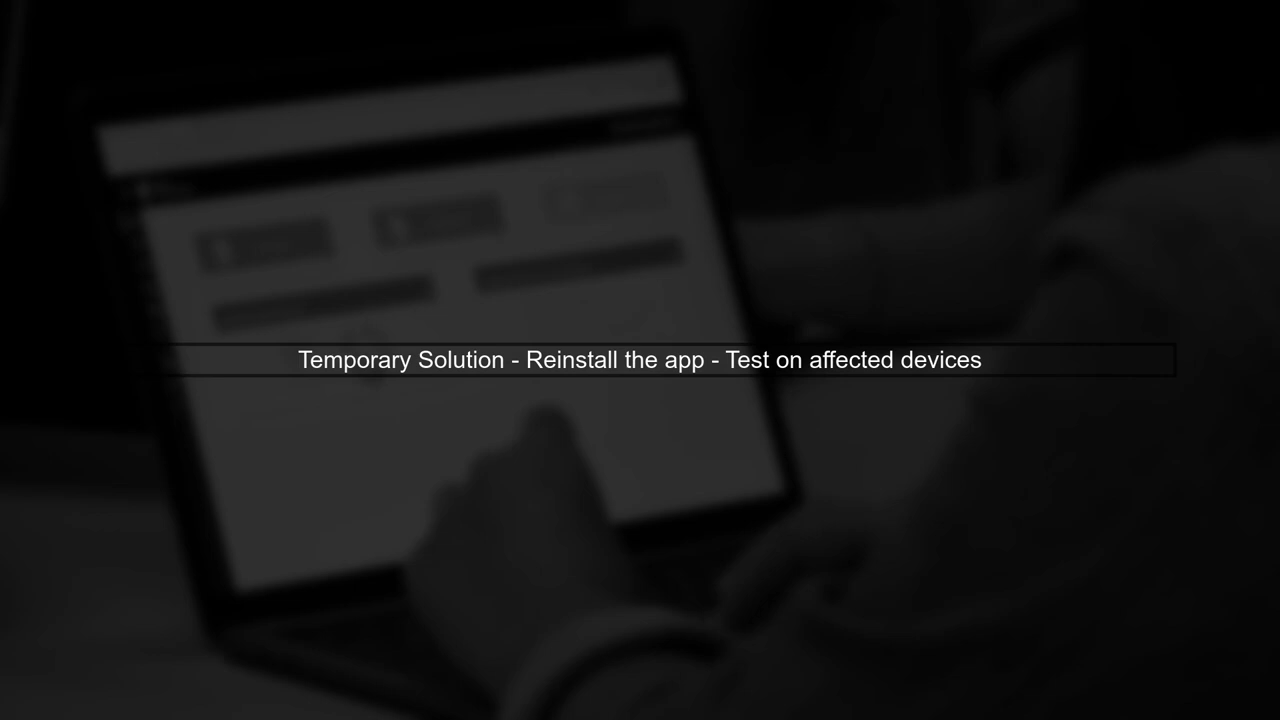 Temporary Solution - Reinstall the app - Test on affected devices